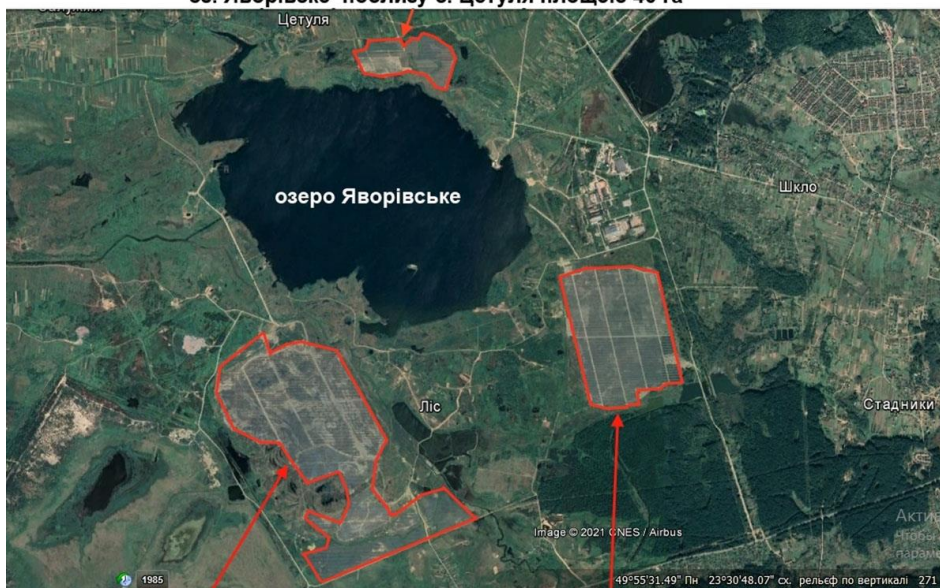 оз. Яворівське поблизу с. Цетуля площею 40 га
Цетуля
озеро Яворівське
Шкло
Ліс
Стадники
Image © 2021 CNES / Airbus
1985
49°55'31.49" Пн 23°30'48.07" сх. рельєф по вертикалі 271